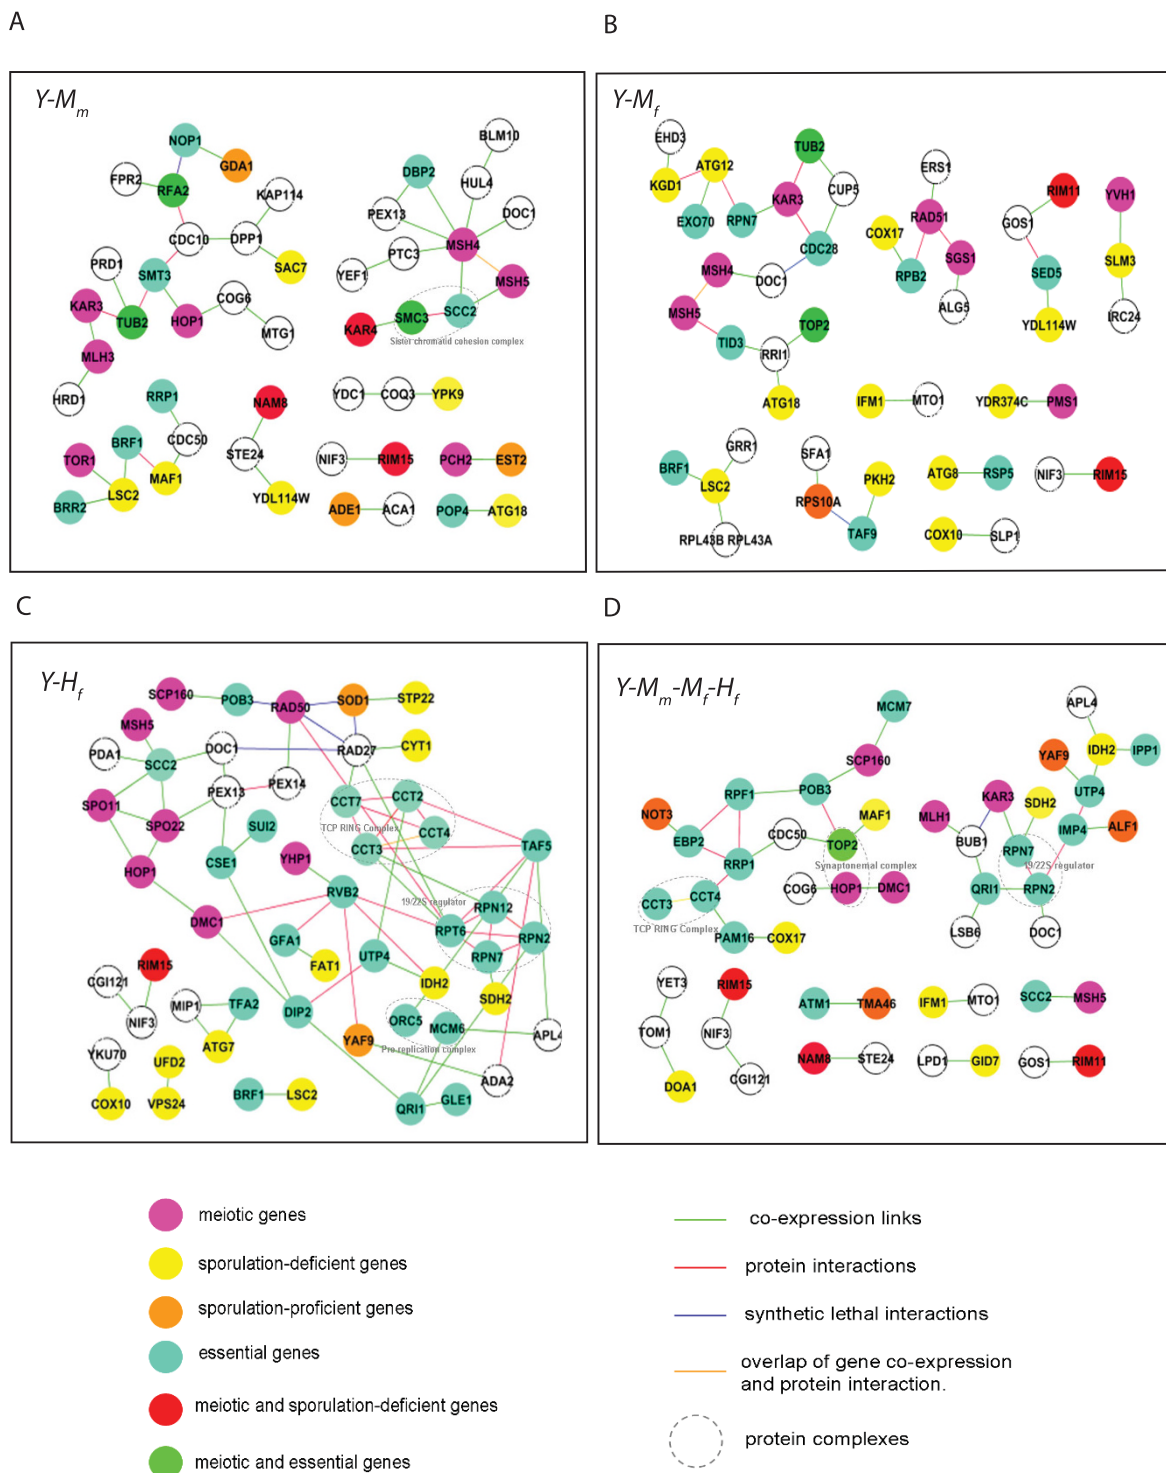 A
B
Y-Mm
NOP1
GDA1
FPR2
RFA2
KAP114
CDC10
DPP1
PRD1
SMT3
SAC7
KAR3
COG6
TUB2
HOP1
MTG1
MLH3
HRD1
BLM10
DBP2
HUL4
PEX13
DOC1
MSH4
PTC3
YEF1
MSH5
SMC3
SCC2
KAR4
Sister chromatid cohesion complex
RRP1
NAM8
YDC1
COQ3
YPK9
BRF1
CDC50
TOR1
STE24
NIF3
RIM15
PCH2
EST2
MAF1
LSC2
YDL114W
BRR2
ADE1
ACA1
POP4
ATG18
Y-Mf
EHD3
TUB2
ATG12
KGD1
CUP5
KAR3
EXO70
RPN7
CDC28
MSH4
DOC1
MSH5
TOP2
TID3
RRI1
ATG18
ERS1
RAD51
COX17
SGS1
RPB2
ALG5
RIM11
GOS1
SED5
YDL114W
YVH1
SLM3
IRC24
IFM1
MTO1
YDR374C
PMS1
GRR1
BRF1
LSC2
RPL43B RPL43A
SFA1
PKH2
RPS10A
TAF9
ATG8
RSP5
NIF3
RIM15
COX10
SLP1
C
D
Y-Hf
SCP160
POB3
RAD50
SOD1
STP22
MSH5
DOC1
RAD27
CYT1
PDA1
SCC2
PEX14
PEX13
SPO11
CCT7
CCT2
SPO22
SUI2
TCP RING Complex
CCT4
CCT3
TAF5
HOP1
CSE1
YHP1
RVB2
19/22S regulator
RPN12
DMC1
RPT6
RPN2
GFA1
UTP4
RPN7
FAT1
IDH2
SDH2
RIM15
CGI121
NIF3
MIP1
TFA2
DIP2
ORC5
MCM6
APL4
YKU70
UFD2
ATG7
YAF9
Pre replication complex
ADA2
COX10
VPS24
BRF1
LSC2
QRI1
GLE1
Y-Mm-Mf-Hf
MCM7
SCP160
RPF1
POB3
NOT3
MAF1
EBP2
CDC50
TOP2
RRP1
Synaptonemal complex
COG6
HOP1
DMC1
CCT3
CCT4
TCP RING Complex
PAM16
COX17
APL4
YAF9
IDH2
IPP1
KAR3
SDH2
UTP4
MLH1
BUB1
IMP4
ALF1
RPN7
19/22S regulator
QRI1
RPN2
LSB6
DOC1
YET3
RIM15
ATM1
TMA46
IFM1
MTO1
SCC2
MSH5
TOM1
NIF3
NAM8
STE24
LPD1
GID7
GOS1
RIM11
DOA1
CGI121
meiotic genes
sporulation-deficient genes
sporulation-proficient genes
essential genes
meiotic and sporulation-deficient genes
meiotic and essential genes
co-expression links
protein interactions
synthetic lethal interactions
overlap of gene co-expression
and protein interaction.
protein complexes